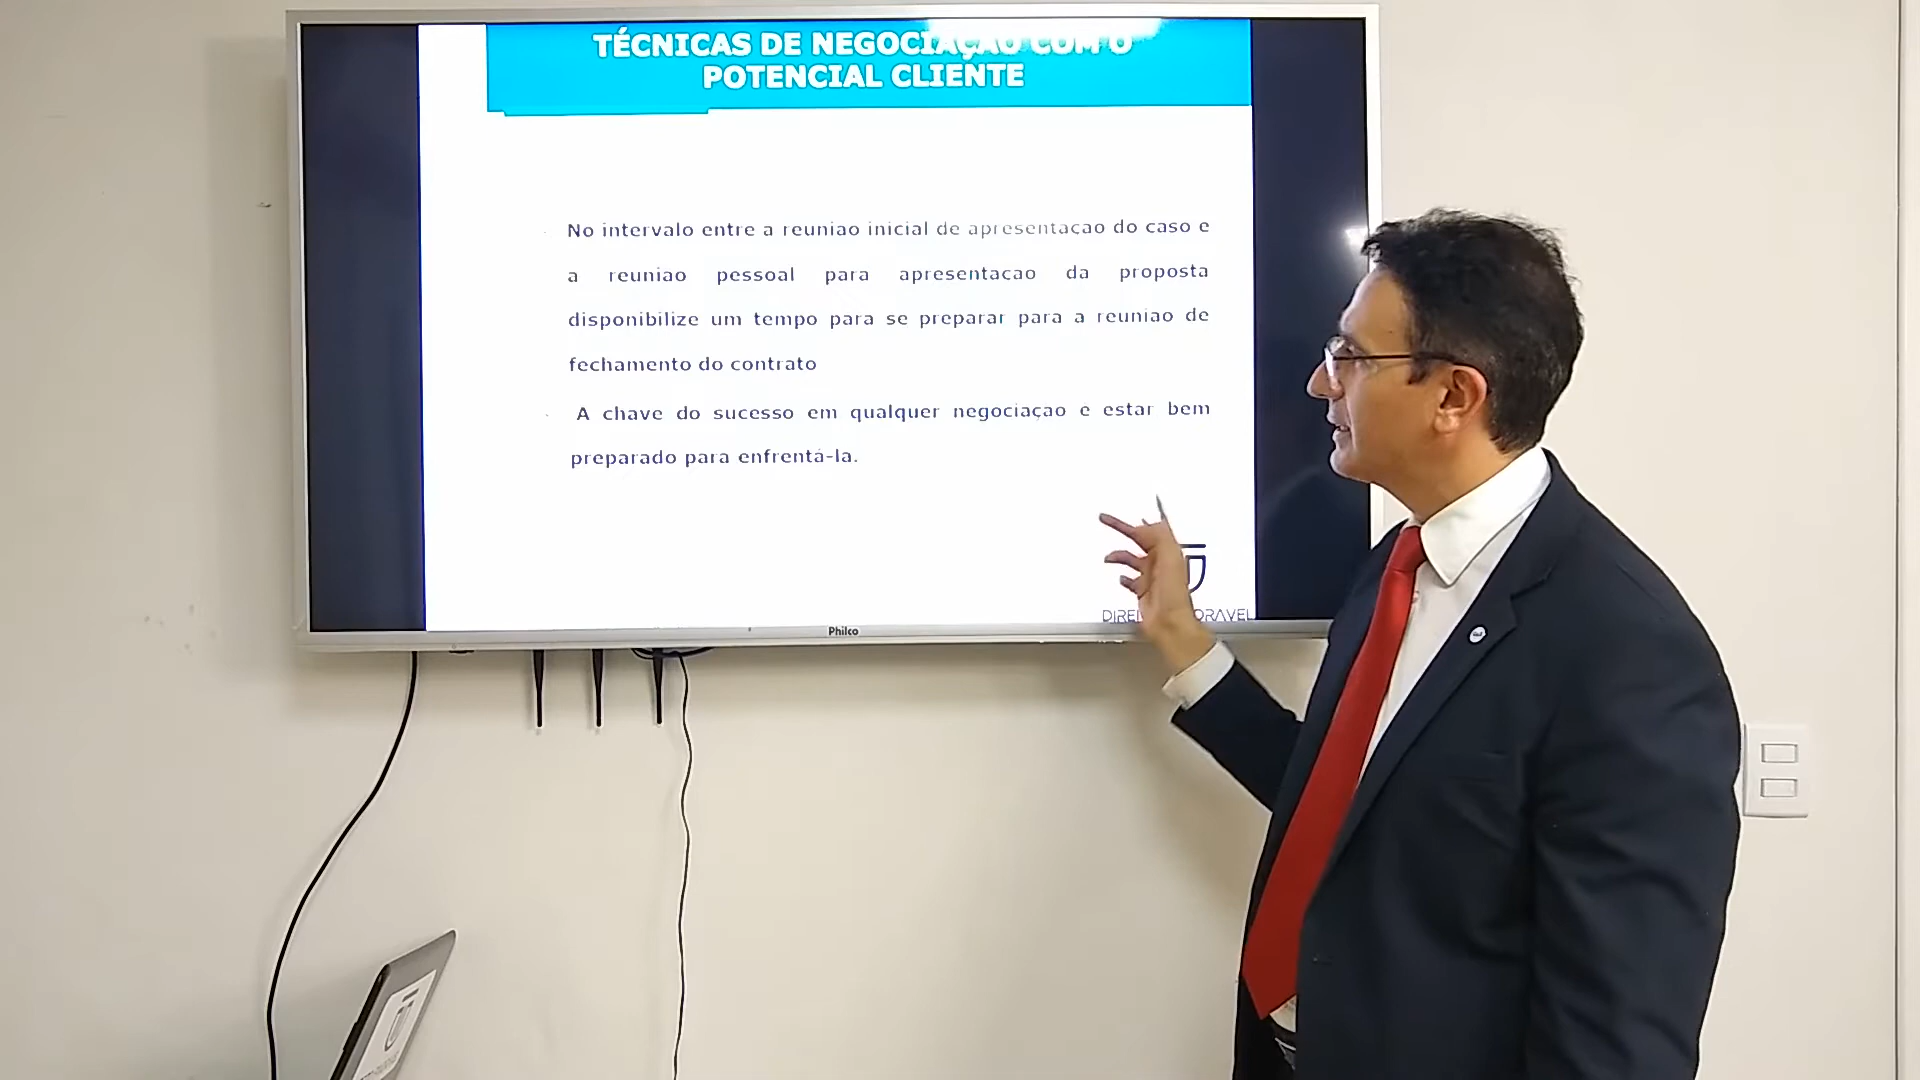 TÉCNICAS DE NEGOCIAÇÃO COM O
POTENCIAL CLIENTE
No intervalo entre a reuniao inicial de apresentaçao do caso e
a reuniao pessoal para apresentacao da proposta
disponibilize um tempo para se preparar para a reuniao de
fechamento do contrato
A chave do sucesso em qualquer negociaçao e estar bem
preparado para enfrentá-la.
Philco